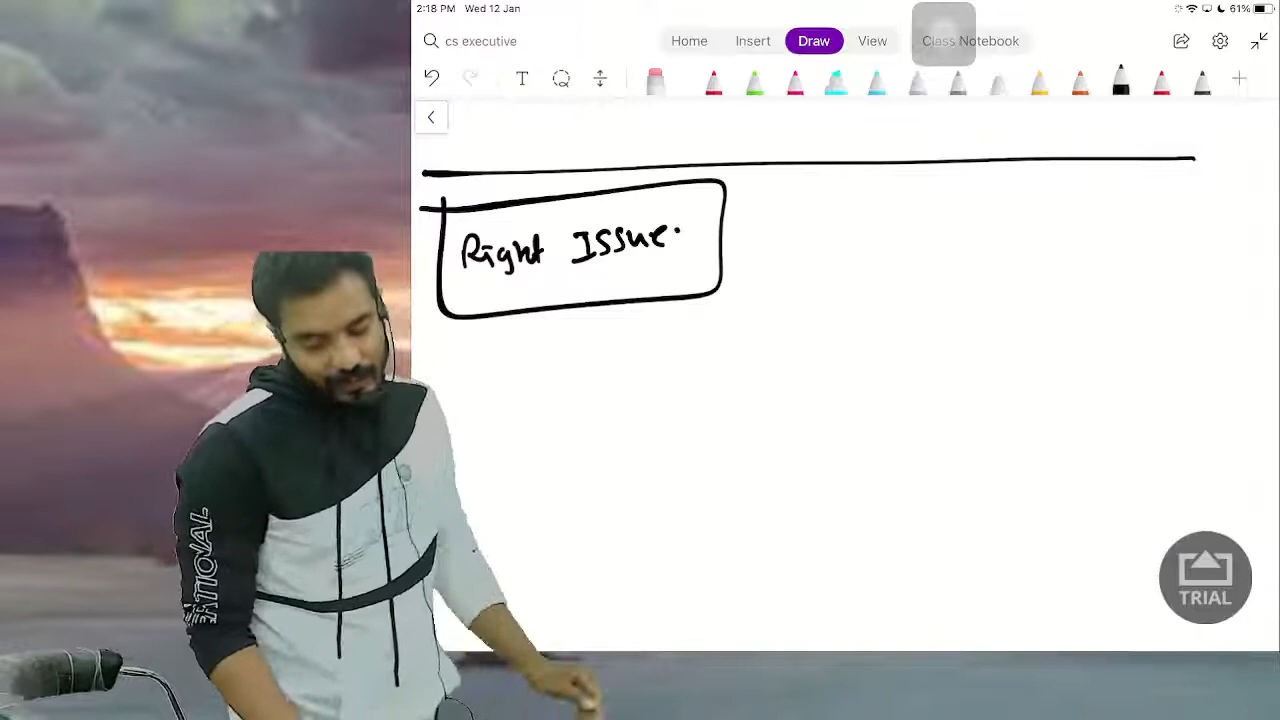 2:18 PM Wed 12 Jan 61%
cs executive
Home Insert Draw View Class Notebook
T
Right Issue.
TRIAL